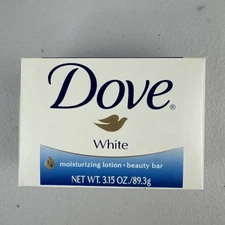 Dove®
White
moisturizing lotion • beauty bar
NET WT. 3.15 OZ./89.3g